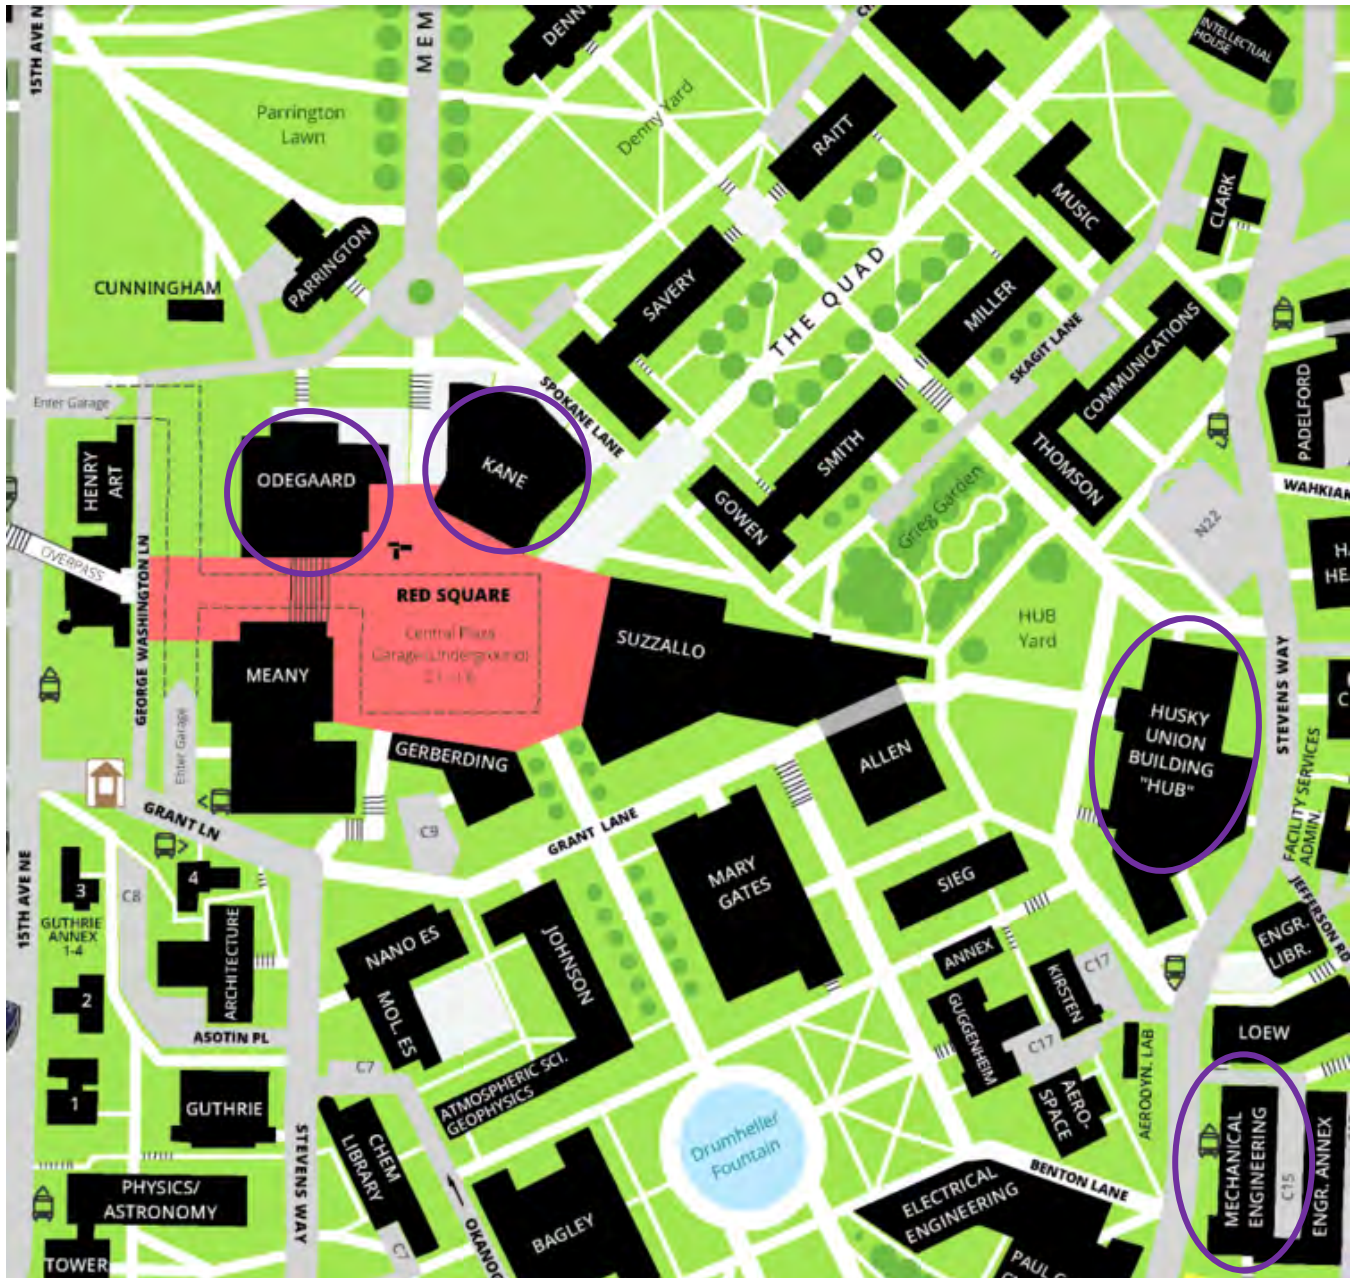 15TH AVE N
MEM
DENNY
INTELLECTUAL
HOUSE
Parrington
Lawn
Denny Yard
RAITT
MUSIC
CLARK
PARRINGTON
CUNNINGHAM
SAVERY
THE QUAD
MILLER
SKAGIT LANE
COMMUNICATIONS
Enter Garage
SPOKANE LANE
PADELFORD
HENRY
ART
ODEGAARD
KANE
SMITH
THOMSON
GOWEN
Grieg Garden
WAHKIAK
N22
OVERPASS
GEORGE WASHINGTON LN
RED SQUARE
Central Plaza
Garage (Underground)
HUB
Yard
SUZZALLO
MEANY
STEVENS WAY
HUSKY
UNION
BUILDING
"HUB"
Enter Garage
GERBERDING
ALLEN
FACILITY SERVICES
ADMIN.
GRANT LN
C9
GRANT LANE
MARY
GATES
SIEG
JEFFERSON RD
15TH AVE NE
3
4
C8
GUTHRIE
ANNEX
1-4
ARCHITECTURE
NANO ES
MOL. ES
JOHNSON
ANNEX
KIRSTEN
C17
ENGR.
LIBR.
2
GUGGENHEIM
C17
AERODYN. LAB
LOEW
ASOTIN PL
C7
ATMOSPHERIC SCI.
GEOPHYSICS
AERO-
SPACE
1
GUTHRIE
STEVENS WAY
CHEM
LIBRARY
Drumheller
Fountain
MECHANICAL
ENGINEERING
C15
ENGR. ANNEX
BENTON LANE
PHYSICS/
ASTRONOMY
ELECTRICAL
ENGINEERING
TOWER
C7
OKANOG
BAGLEY
PAUL G